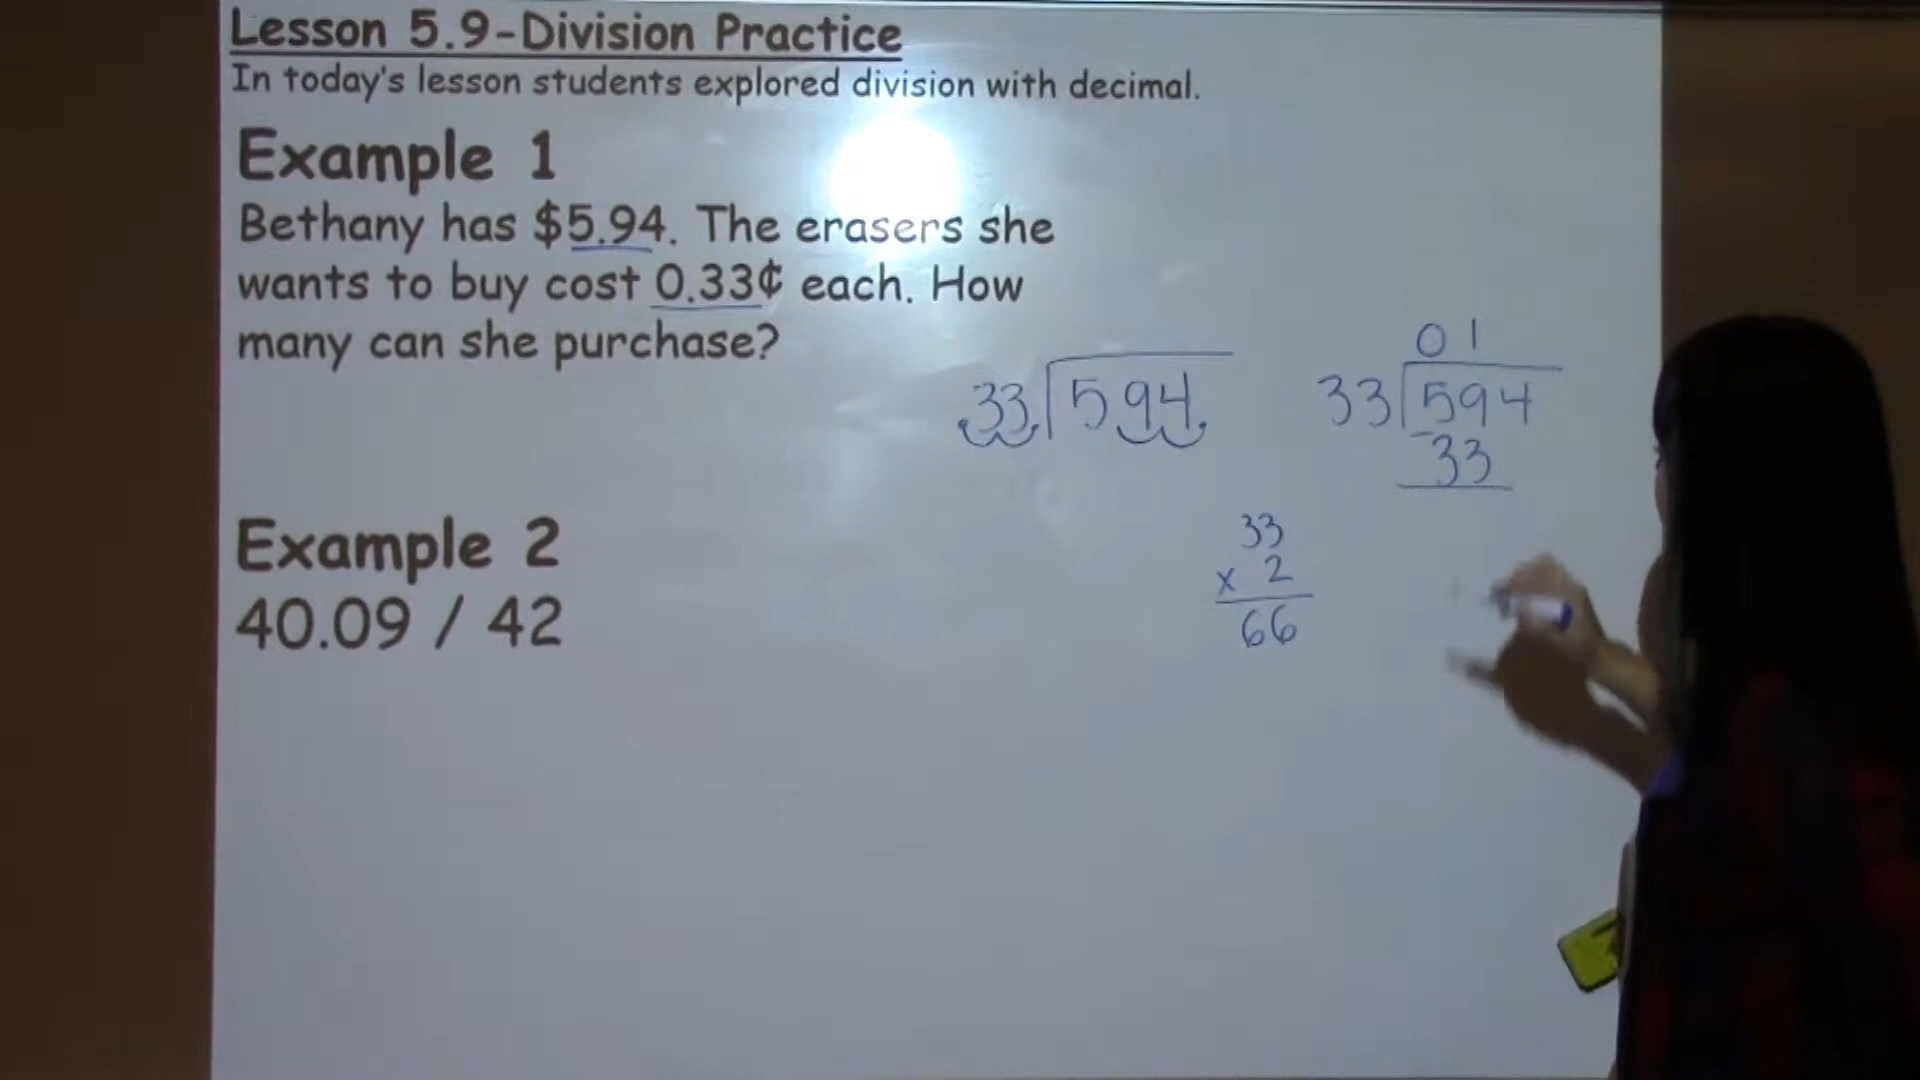 Lesson 5.9-Division Practice
In today's lesson students explored division with decimal.
Example 1
Bethany has $5.94. The erasers she
wants to buy cost 0.33¢ each. How
many can she purchase?
.33.)594.
01
33)594
-33
33
x 2
66
Example 2
40.09 / 42